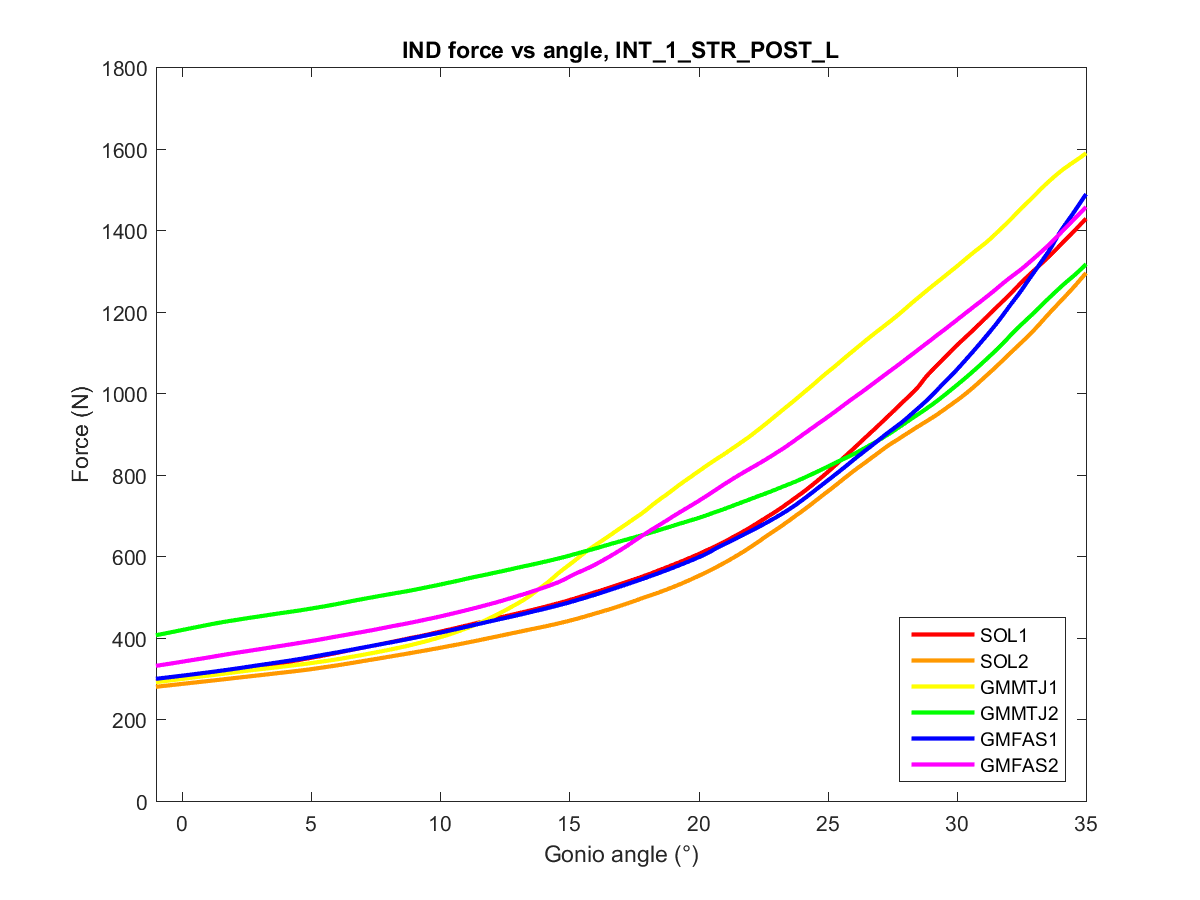 IND force vs angle, INT_1_STR_POST_L
1800
1600
1400
1200
1000
800
600
400
200
0
Force (N)
0 5 10 15 20 25 30 35
Gonio angle (°)
SOL1
SOL2
GMMTJ1
GMMTJ2
GMFAS1
GMFAS2